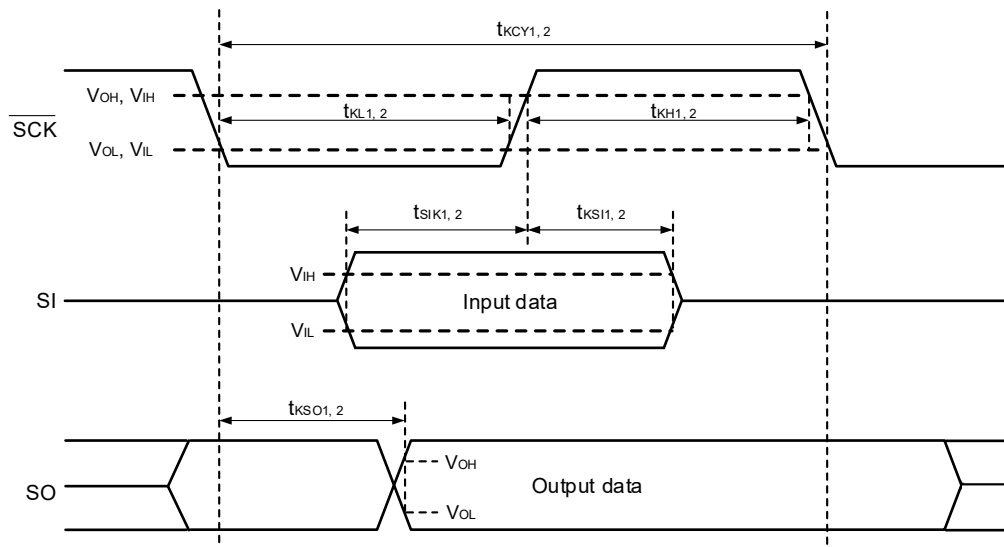 tKCY1, 2
VOH, VIH
tKL1, 2
tKH1, 2
SCK
VOL, VIL
tSIK1, 2
tKSI1, 2
VIH
SI
Input data
VIL
tKSO1, 2
VOH
SO
Output data
VOL